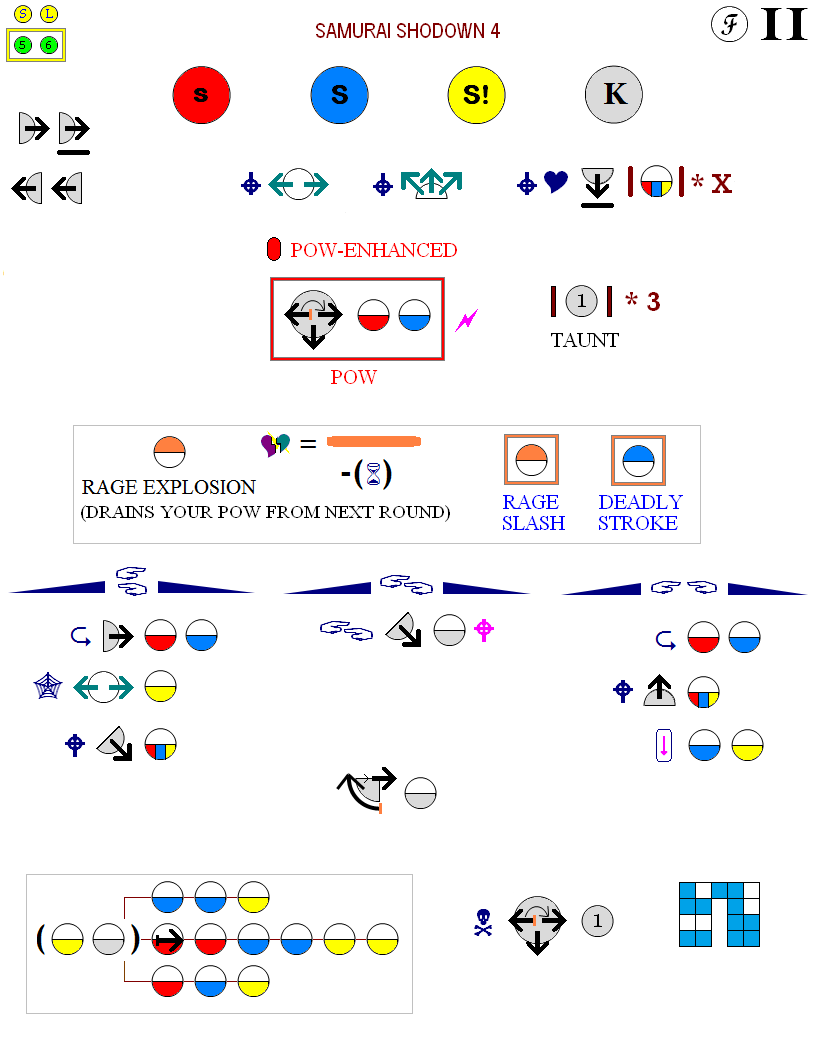 S L
SAMURAI SHODOWN 4
ℱ II
5 6
s S S! K
* X
POW-ENHANCED
1 * 3
TAUNT
POW
=
-( )
RAGE EXPLOSION
(DRAINS YOUR POW FROM NEXT ROUND)
RAGE
SLASH
DEADLY
STROKE
( )
1